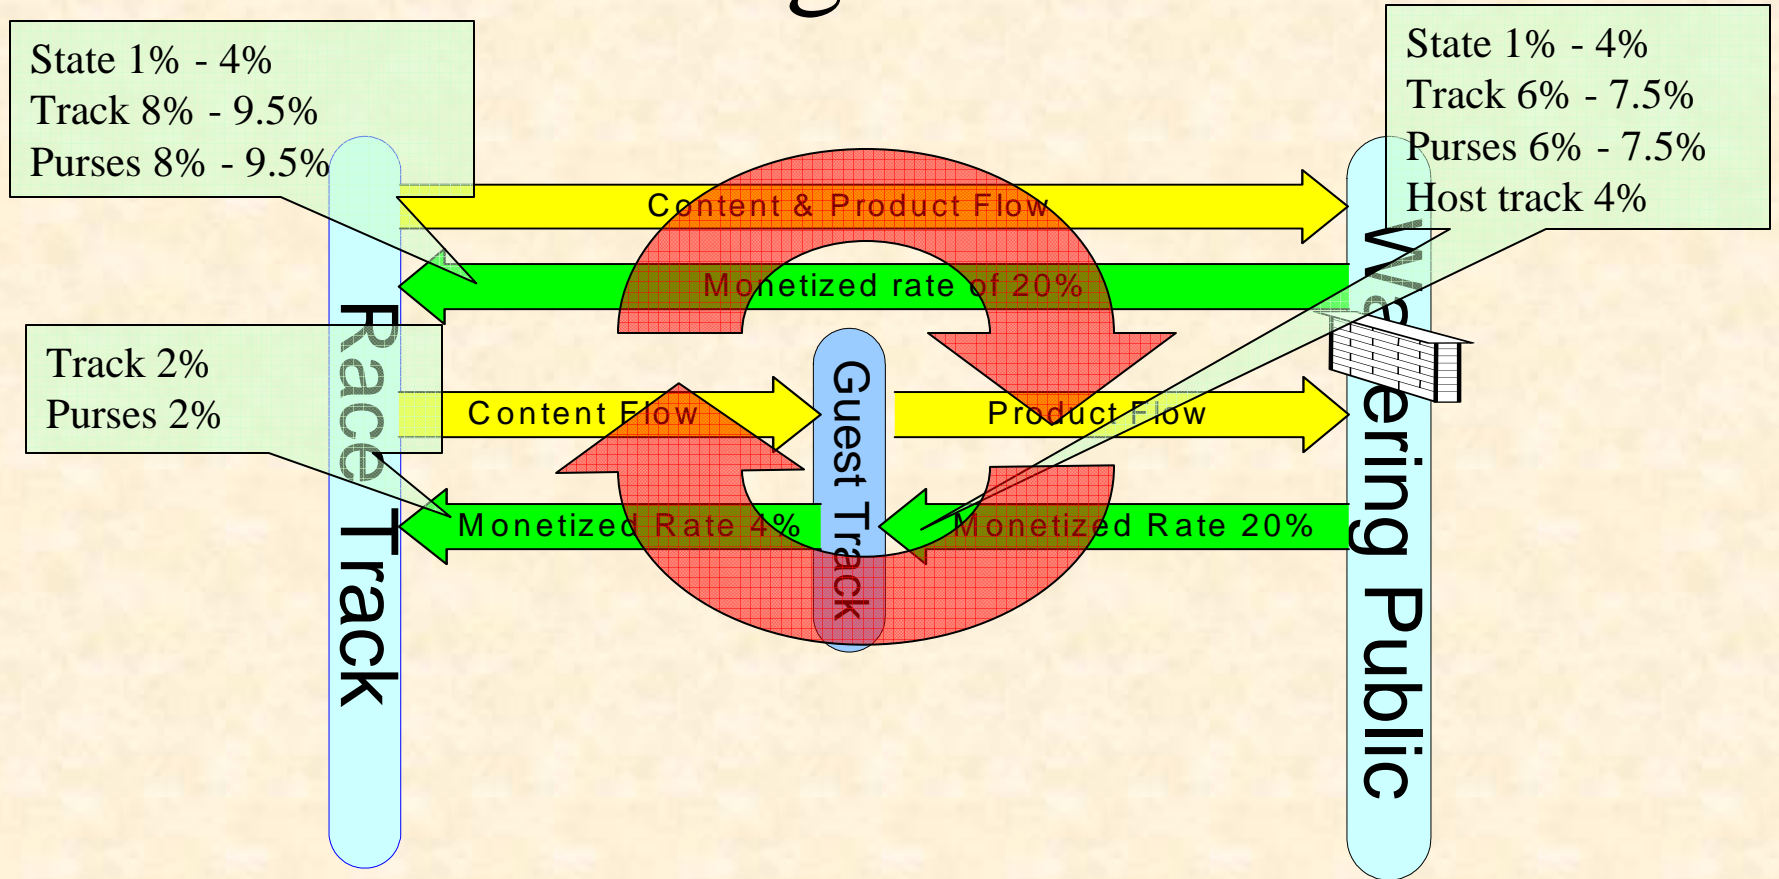 State 1% - 4%
Track 8% - 9.5%
Purses 8% - 9.5%
State 1% - 4%
Track 6% - 7.5%
Purses 6% - 7.5%
Host track 4%
Content & Product Flow
Monetized rate of 20%
Track 2%
Purses 2%
Content Flow
Product Flow
Monetized Rate 4%
Monetized Rate 20%
Race Track
Guest Track
Public